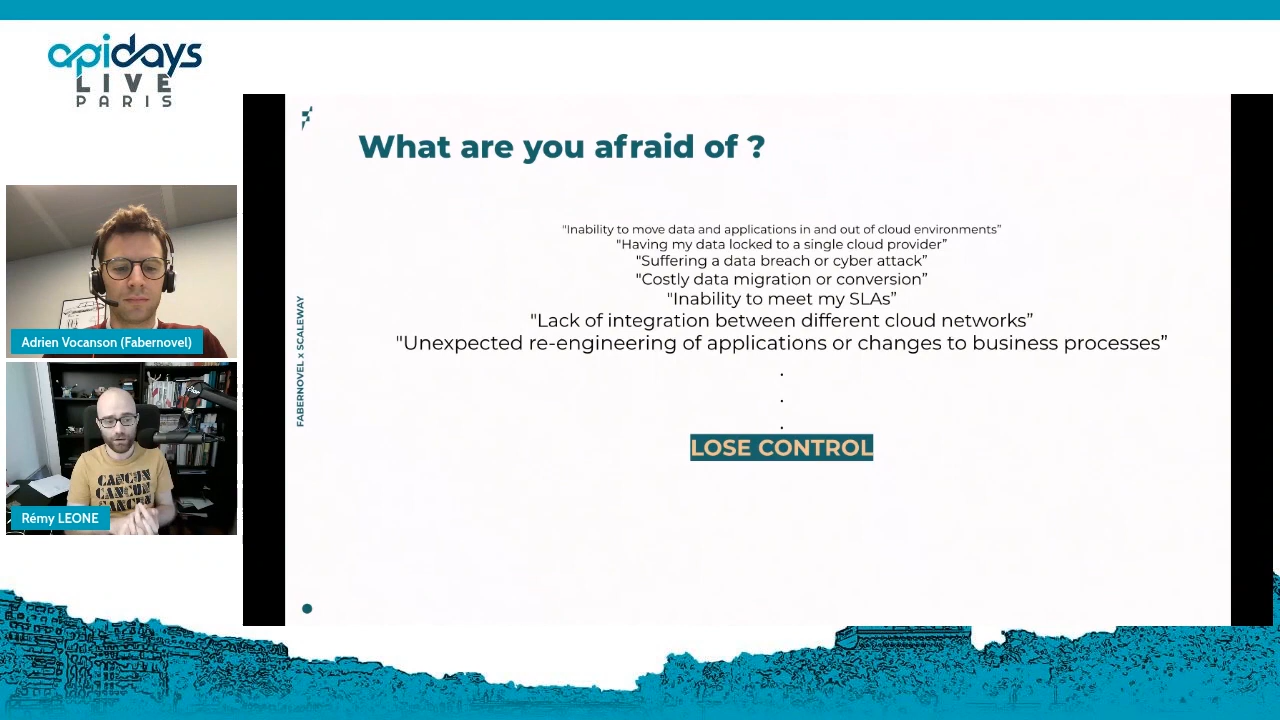 apidays
LIVE
PARIS
What are you afraid of ?
"Inability to move data and applications in and out of cloud environments”
"Having my data locked to a single cloud provider”
"Suffering a data breach or cyber attack”
"Costly data migration or conversion”
"Inability to meet my SLAs”
"Lack of integration between different cloud networks”
"Unexpected re-engineering of applications or changes to business processes”
.
.
.
LOSE CONTROL
FABERNOVEL x SCALEWAY
Adrien Vocanson (Fabernovel)
CANCUN
CANCUN
CANCUN
Rémy LEONE